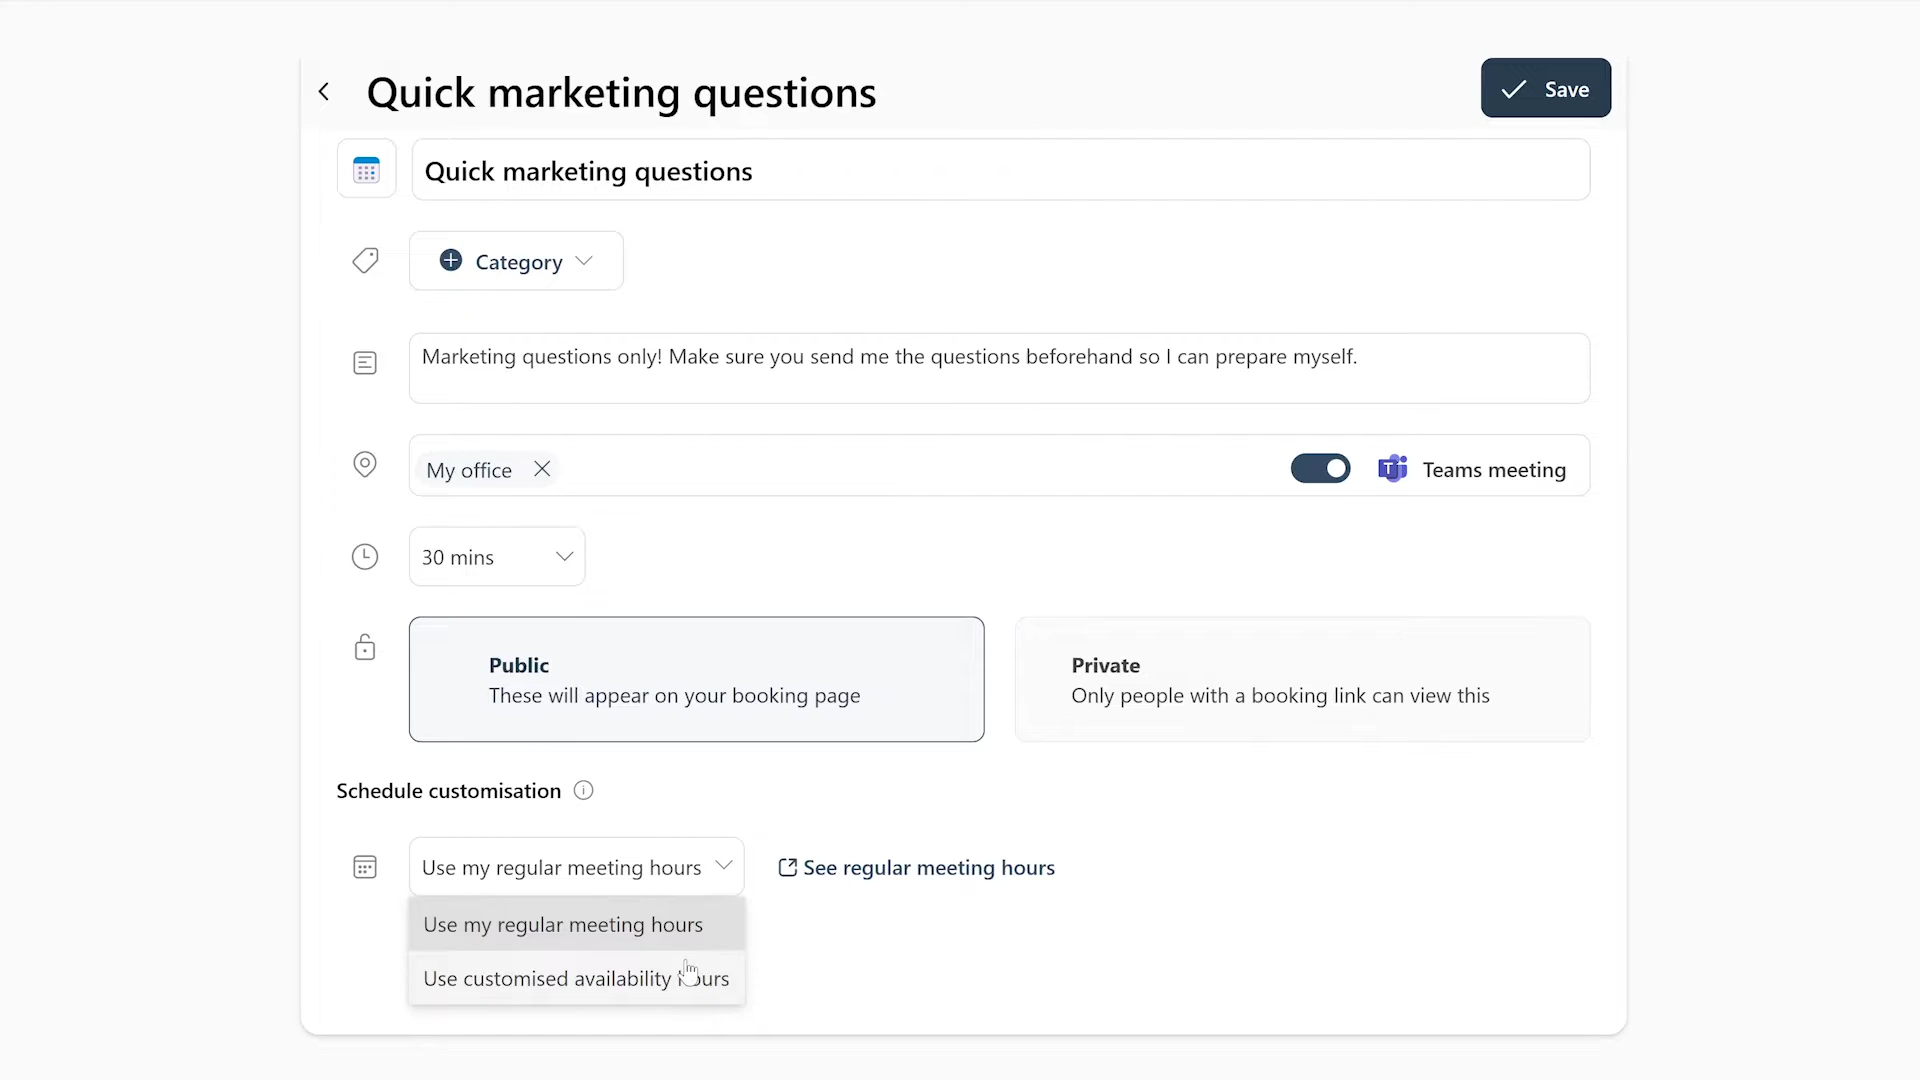 Quick marketing questions
Save
Quick marketing questions
Category
Marketing questions only! Make sure you send me the questions beforehand so I can prepare myself.
My office
Teams meeting
30 mins
Public
These will appear on your booking page
Private
Only people with a booking link can view this
Schedule customisation
Use my regular meeting hours
See regular meeting hours
Use my regular meeting hours
Use customised availability hours